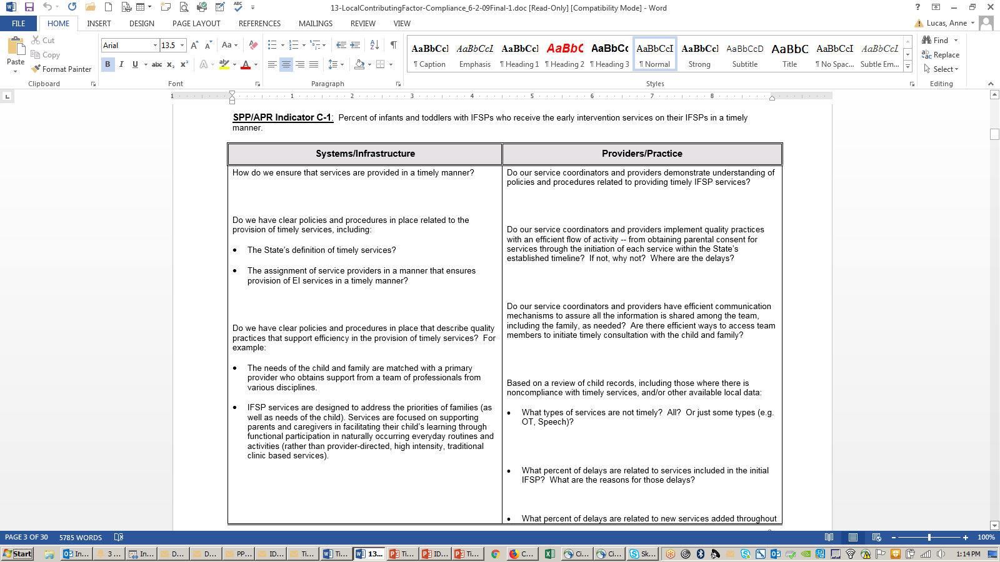 13-LocalContributingFactor-Compliance_6-2-09Final-1.doc [Read-Only] [Compatibility Mode] - Word
FILE HOME INSERT DESIGN PAGE LAYOUT REFERENCES MAILINGS REVIEW VIEW
Lucas, Anne
Paste
Cut
Copy
Format Painter
Clipboard
Arial 13.5
Font
Paragraph
AaBbCcI AaBbCcL AaBbCcI AaBbC AaBbCc AaBbCcI AaBbCcI AaBbCcD AaBbC AaBbCcI AaBbCcL
¶ Caption Emphasis ¶ Heading 1 ¶ Heading 2 ¶ Heading 3 ¶ Normal Strong Subtitle Title ¶ No Spac... Subtle Em...
Styles
Find
Replace
Select
Editing
1 1 2 3 4 5 6 7 8
SPP/APR Indicator C-1: Percent of infants and toddlers with IFSPs who receive the early intervention services on their IFSPs in a timely
manner.
Systems/Infrastructure
How do we ensure that services are provided in a timely manner?
Do we have clear policies and procedures in place related to the
provision of timely services, including:
• The State's definition of timely services?
• The assignment of service providers in a manner that ensures
provision of EI services in a timely manner?
Do we have clear policies and procedures in place that describe quality
practices that support efficiency in the provision of timely services? For
example:
• The needs of the child and family are matched with a primary
provider who obtains support from a team of professionals from
various disciplines.
• IFSP services are designed to address the priorities of families (as
well as needs of the child). Services are focused on supporting
parents and caregivers in facilitating their child's learning through
functional participation in naturally occurring everyday routines and
activities (rather than provider-directed, high intensity, traditional
clinic based services).
Providers/Practice
Do our service coordinators and providers demonstrate understanding of
policies and procedures related to providing timely IFSP services?
Do our service coordinators and providers implement quality practices
with an efficient flow of activity -- from obtaining parental consent for
services through the initiation of each service within the State's
established timeline? If not, why not? Where are the delays?
Do our service coordinators and providers have efficient communication
mechanisms to assure all the information is shared among the team,
including the family, as needed? Are there efficient ways to access team
members to initiate timely consultation with the child and family?
Based on a review of child records, including those where there is
noncompliance with timely services, and/or other available local data:
• What types of services are not timely? All? Or just some types (e.g.
OT, Speech)?
• What percent of delays are related to services included in the initial
IFSP? What are the reasons for those delays?
• What percent of delays are related to new services added throughout
PAGE 3 OF 30 5785 WORDS 100%
Start In... 3 ... In... D... D... PP... ID... Ti... Ti... 13... Ti... ID... Ti... C... Ci... Ci... Sk... 1:14 PM